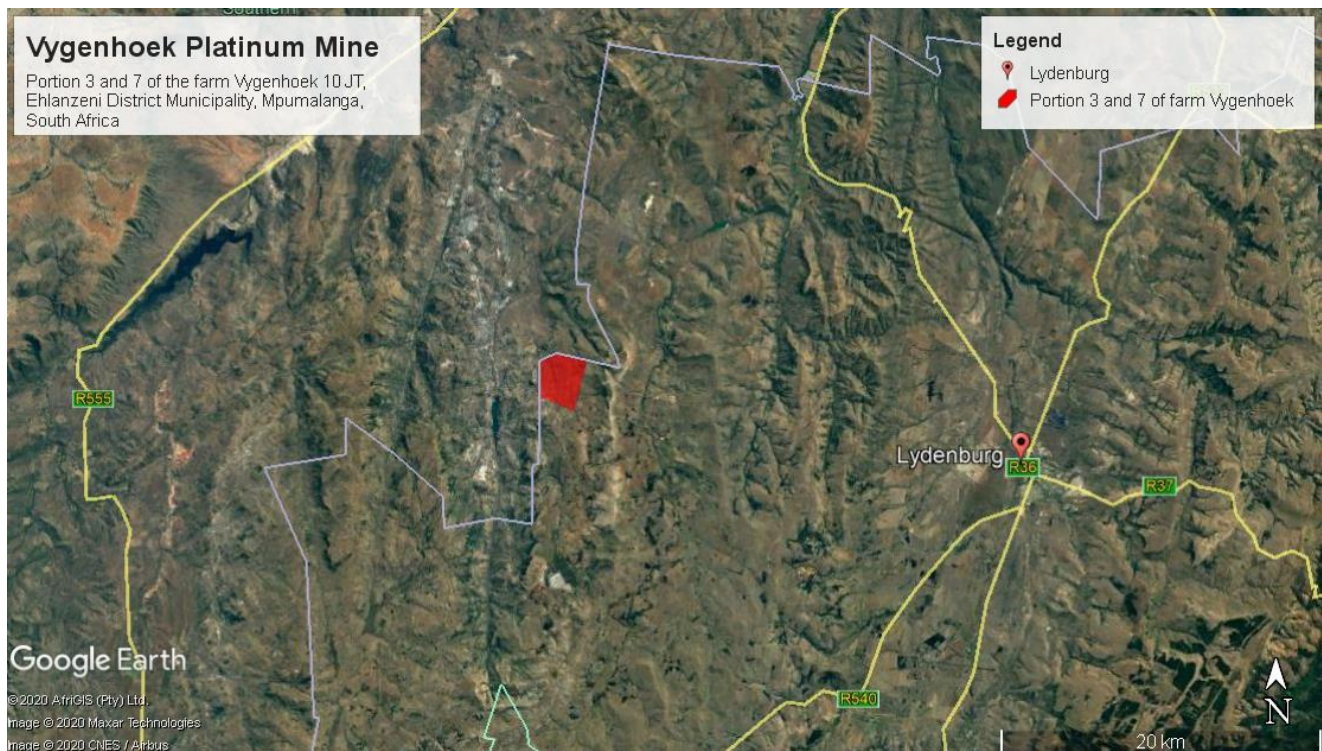 Southern
Vygenhoek Platinum Mine
Portion 3 and 7 of the farm Vygenhoek 10 JT,
Ehlanzeni District Municipality, Mpumalanga,
South Africa
Legend
Lydenburg
Portion 3 and 7 of farm Vygenhoek
R555
Lydenburg
R36
R37
R540
Google Earth
© 2020 AfriGIS (Pty) Ltd.
Image © 2020 Maxar Technologies
Image © 2020 CNES / Airbus
N
20 km